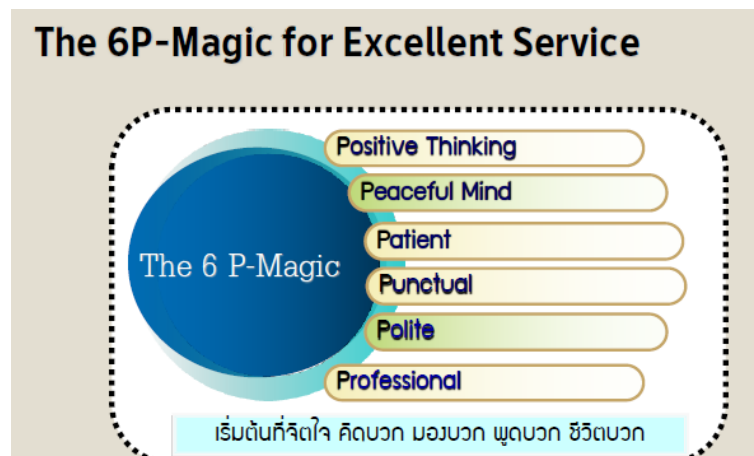 The 6P-Magic for Excellent Service
Positive Thinking
Peaceful Mind
Patient
The 6 P-Magic
Punctual
Polite
Professional
เริ่มต้นที่จิตใจ คิดบวก มองบวก พูดบวก ชีวิตบวก